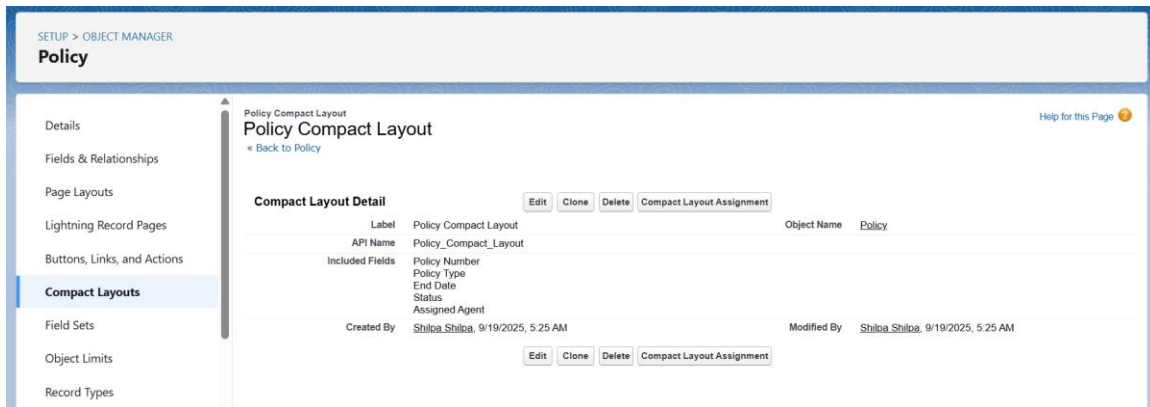 SETUP > OBJECT MANAGER
Policy
Details
Fields & Relationships
Page Layouts
Lightning Record Pages
Buttons, Links, and Actions
Compact Layouts
Field Sets
Object Limits
Record Types
Policy Compact Layout
Policy Compact Layout
« Back to Policy
Help for this Page ?
Compact Layout Detail Edit Clone Delete Compact Layout Assignment
Label Policy Compact Layout Object Name Policy
API Name Policy_Compact_Layout
Included Fields Policy Number
Policy Type
End Date
Status
Assigned Agent
Created By Shilpa Shilpa, 9/19/2025, 5:25 AM Modified By Shilpa Shilpa, 9/19/2025, 5:25 AM
Edit Clone Delete Compact Layout Assignment